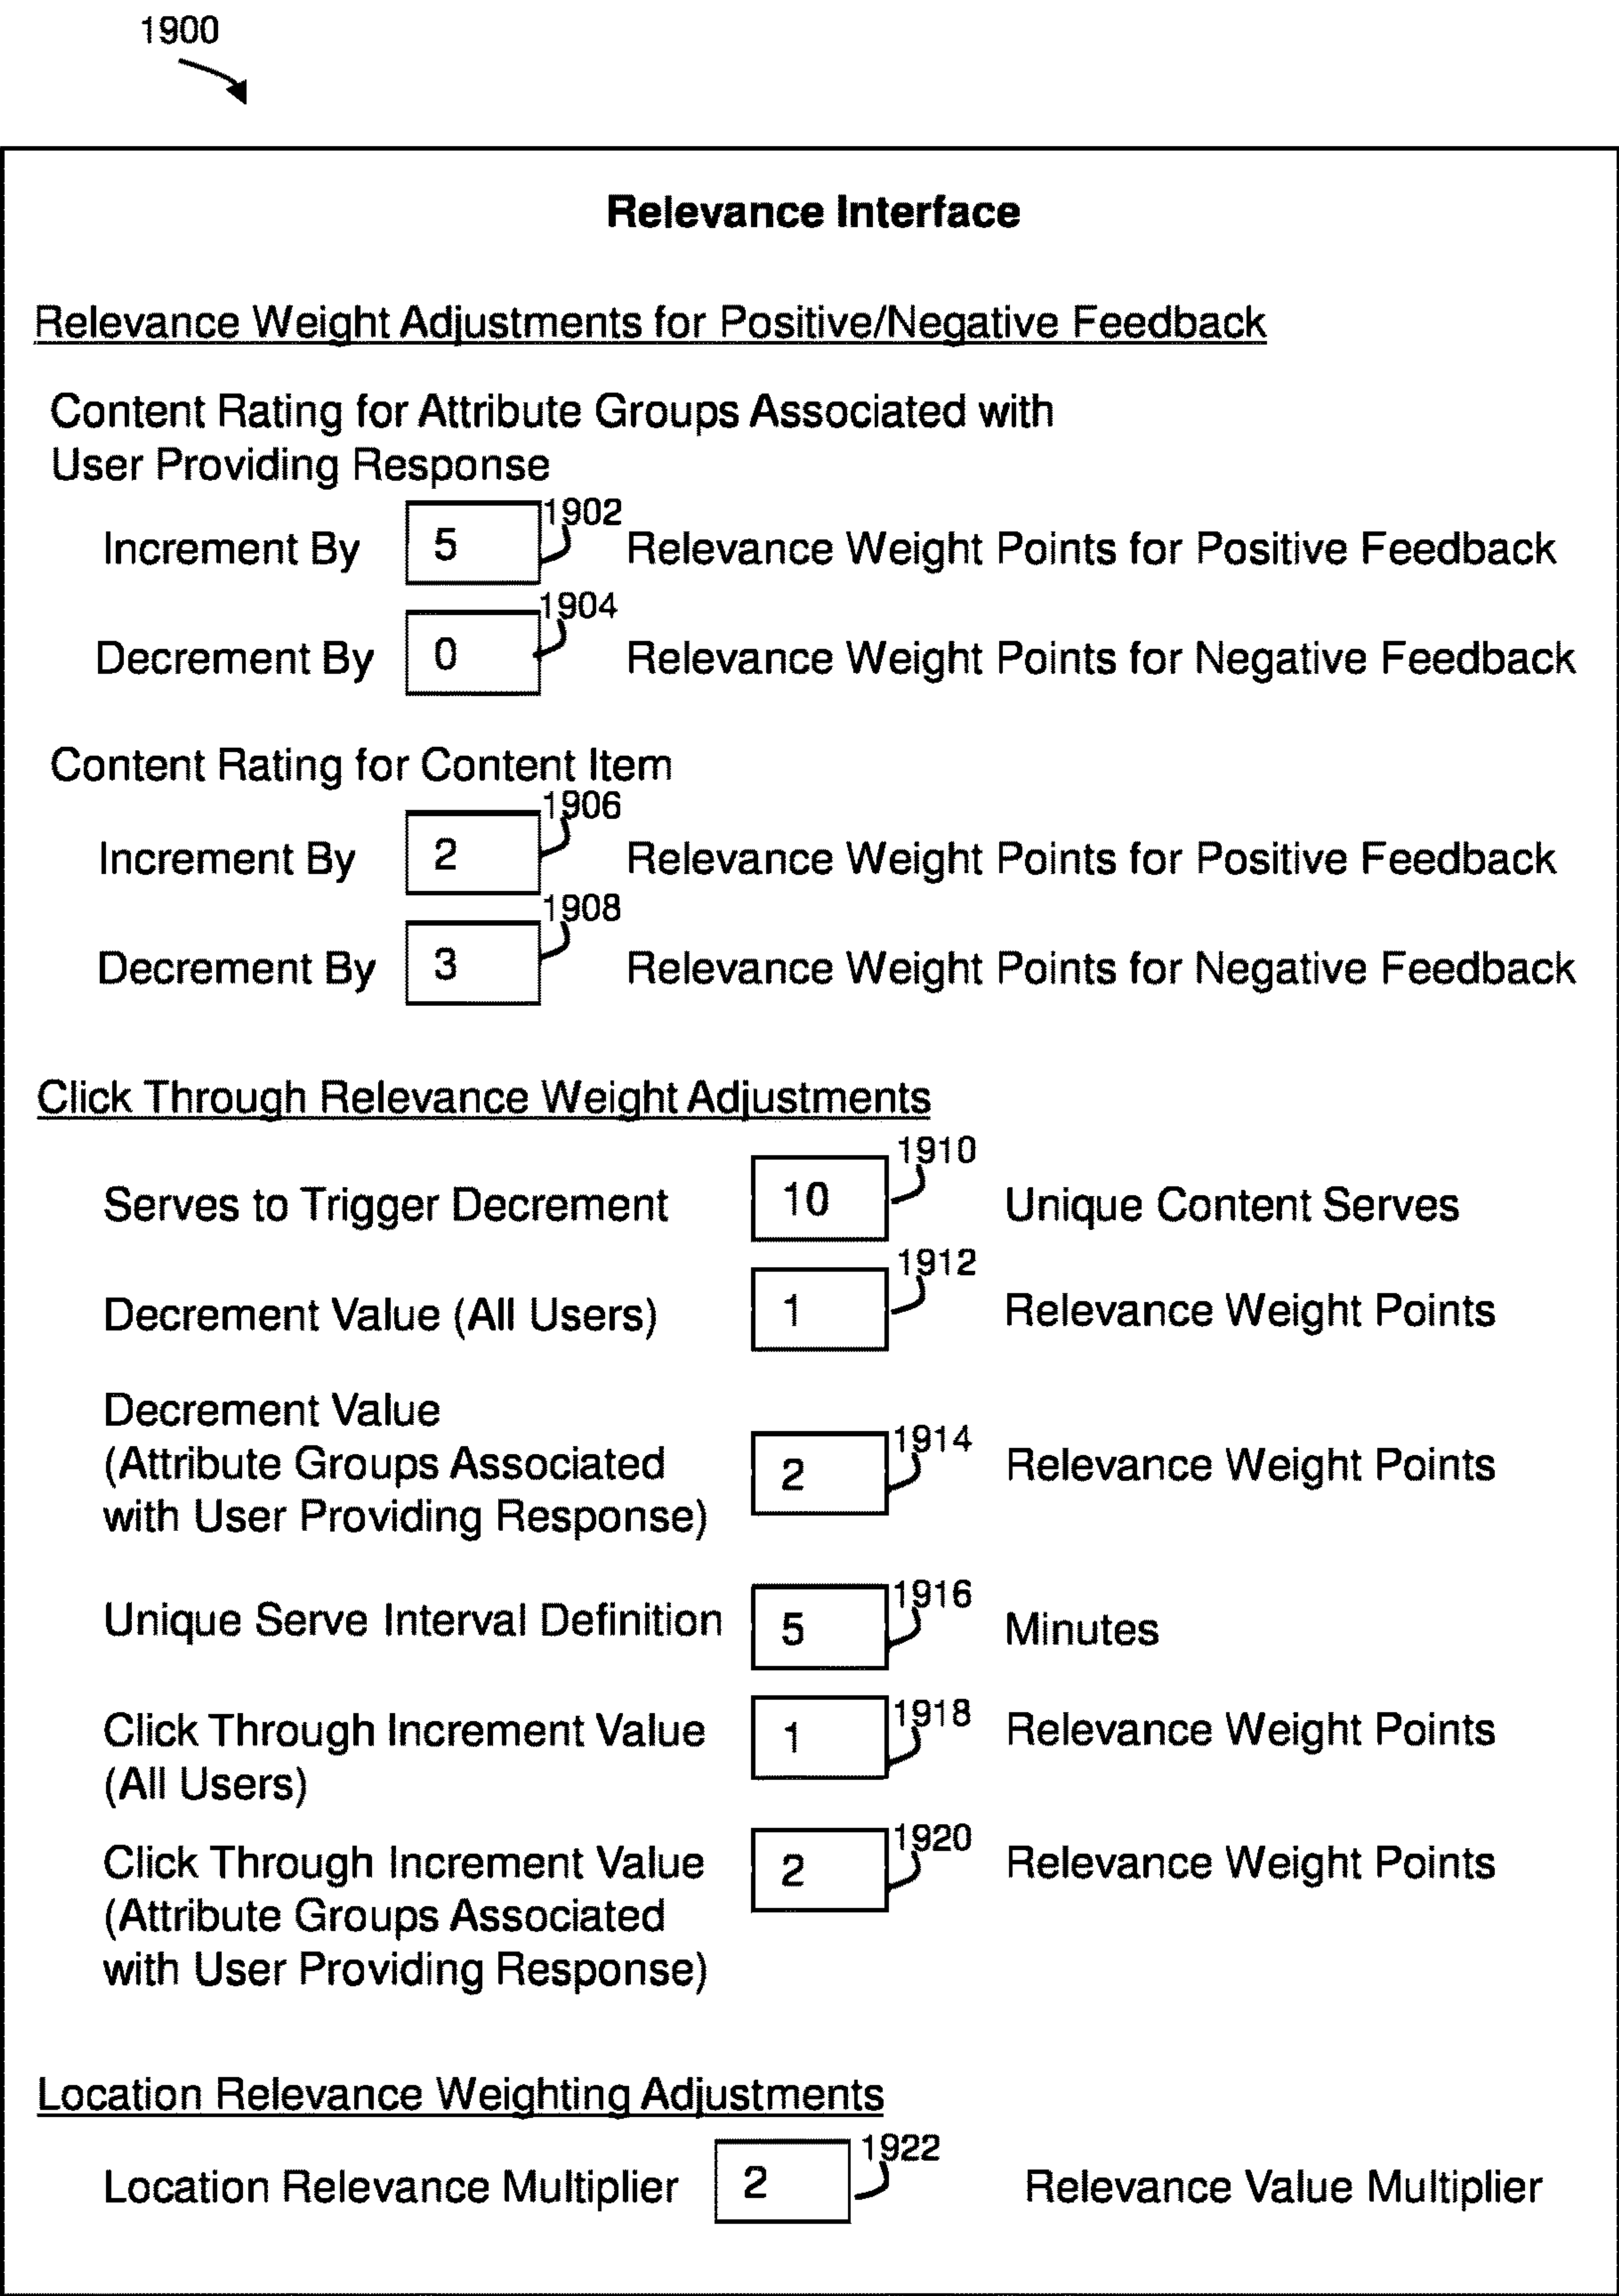 1900
Relevance Interface
Relevance Weight Adjustments for Positive/Negative Feedback
Content Rating for Attribute Groups Associated with
User Providing Response
Increment By 5 1902 Relevance Weight Points for Positive Feedback
Decrement By 0 1904 Relevance Weight Points for Negative Feedback
Content Rating for Content Item
Increment By 2 1906 Relevance Weight Points for Positive Feedback
Decrement By 3 1908 Relevance Weight Points for Negative Feedback
Click Through Relevance Weight Adjustments
Serves to Trigger Decrement 10 1910 Unique Content Serves
Decrement Value (All Users) 1 1912 Relevance Weight Points
Decrement Value
(Attribute Groups Associated 2 1914 Relevance Weight Points
with User Providing Response)
Unique Serve Interval Definition 5 1916 Minutes
Click Through Increment Value 1 1918 Relevance Weight Points
(All Users)
Click Through Increment Value 2 1920 Relevance Weight Points
(Attribute Groups Associated
with User Providing Response)
Location Relevance Weighting Adjustments
Location Relevance Multiplier 2 1922 Relevance Value Multiplier